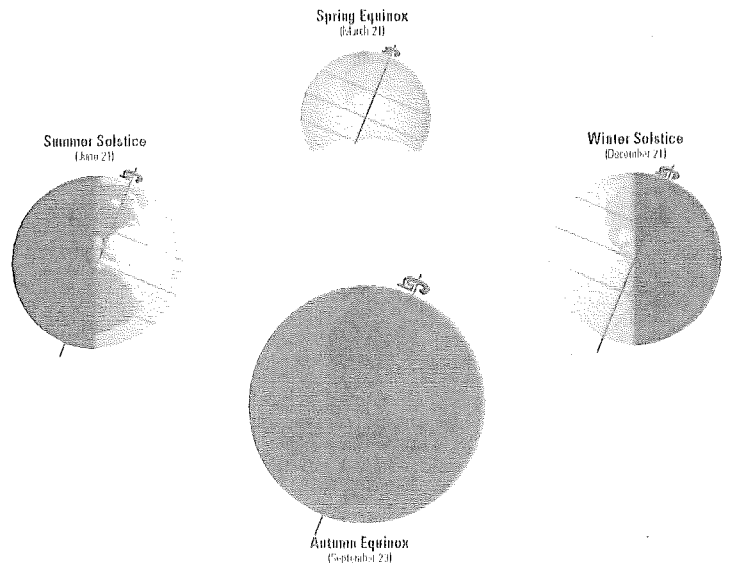 Spring Equinox
(March 21)
Summer Solstice
(June 21)
Winter Solstice
(December 21)
Autumn Equinox
(September 23)